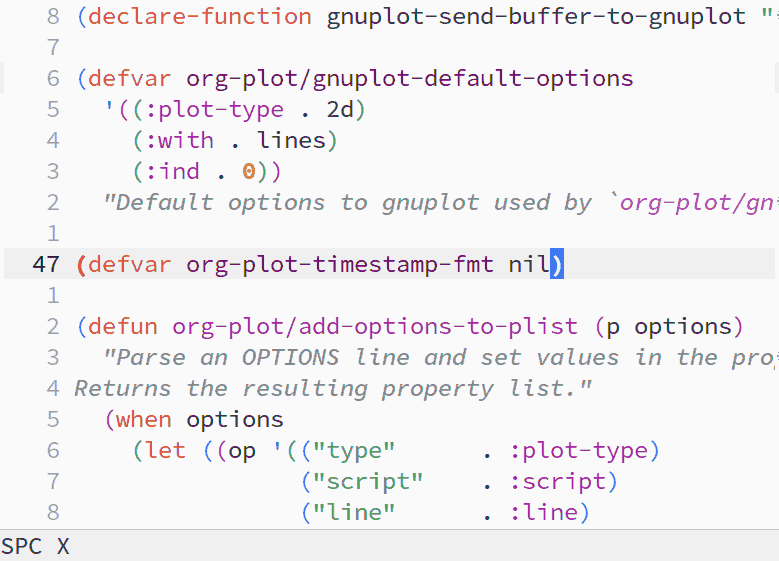 8 (declare-function gnuplot-send-buffer-to-gnuplot "
7
6 (defvar org-plot/gnuplot-default-options
5   '((:plot-type . 2d)
4     (:with . lines)
3     (:ind . 0))
2   "Default options to gnuplot used by `org-plot/gn
1
47 (defvar org-plot-timestamp-fmt nil)
1
2 (defun org-plot/add-options-to-plist (p options)
3   "Parse an OPTIONS line and set values in the pro
4 Returns the resulting property list."
5   (when options
6     (let ((op '(("type"      . :plot-type)
7                 ("script"    . :script)
8                 ("line"      . :line)
SPC X